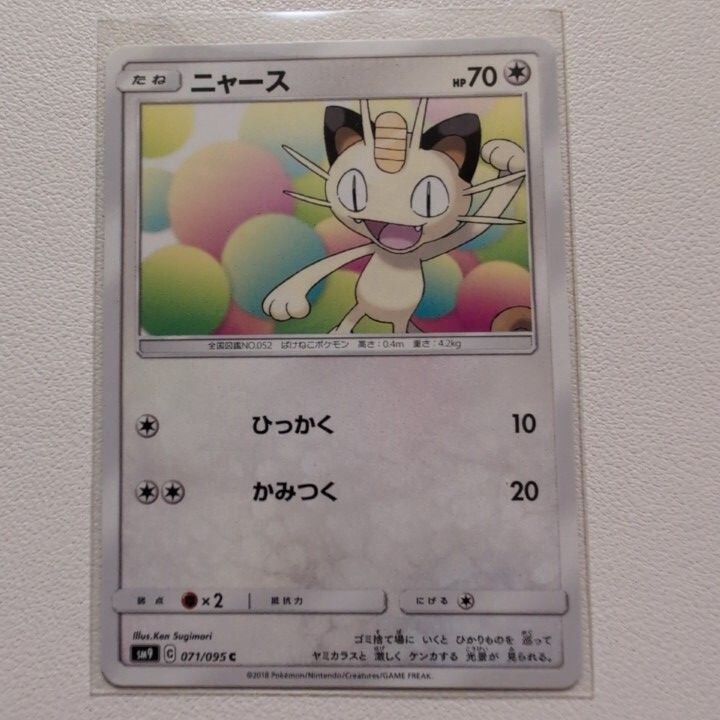 たね ニャース HP70
全国図鑑NO.052 ばけねこポケモン 高さ:0.4m 重さ:4.2kg
ひっかく 10
かみつく 20
弱点 ×2 抵抗力 にげる
Illus.Ken Sugimori
SM9 C 071/095 C
ゴミ捨て場に いくと ひかりものを 巡って
ヤミカラスと 激しく ケンカする 光景が 見られる。
©2018 Pokémon/Nintendo/Creatures/GAME FREAK.